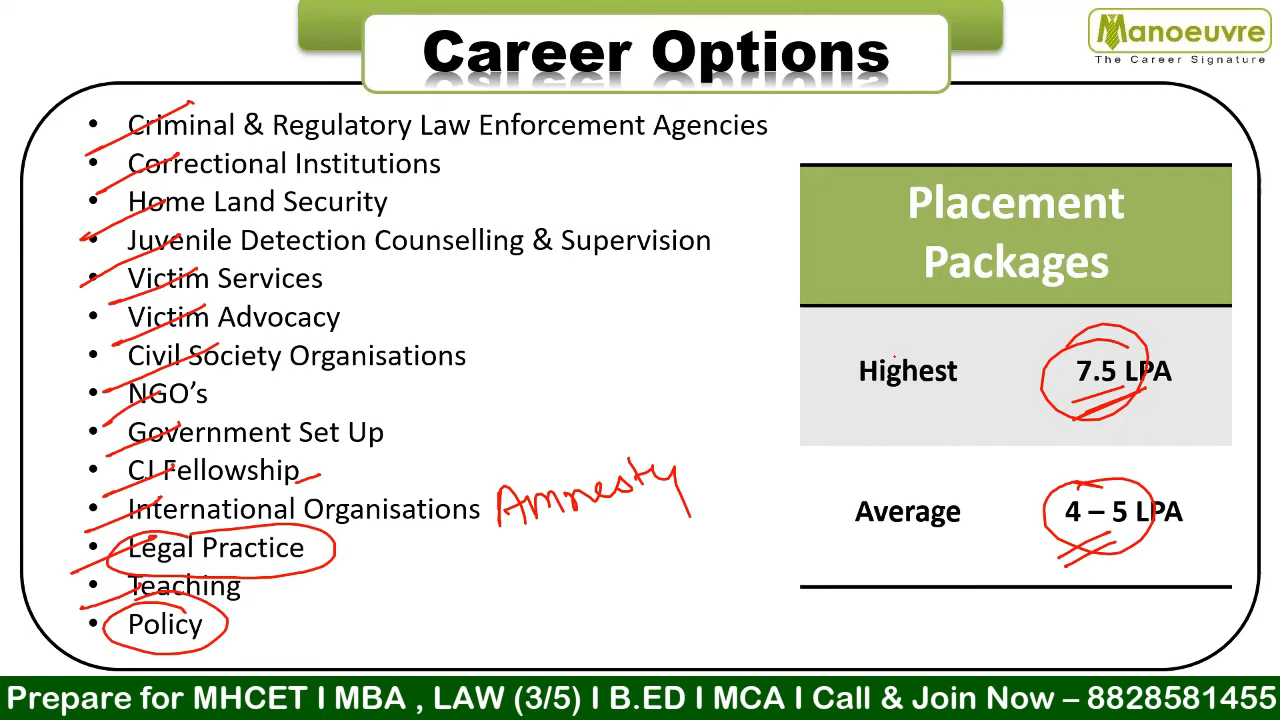 Career Options
Manoeuvre
The Career Signature
• Criminal & Regulatory Law Enforcement Agencies
• Correctional Institutions
• Home Land Security
• Juvenile Detection Counselling & Supervision
• Victim Services
• Victim Advocacy
• Civil Society Organisations
• NGO’s
• Government Set Up
• CJ Fellowship
• International Organisations Amnesty
• Legal Practice
• Teaching
• Policy
Placement
Packages
Highest 7.5 LPA
Average 4 – 5 LPA
Prepare for MHCET I MBA , LAW (3/5) I B.ED I MCA I Call & Join Now – 8828581455